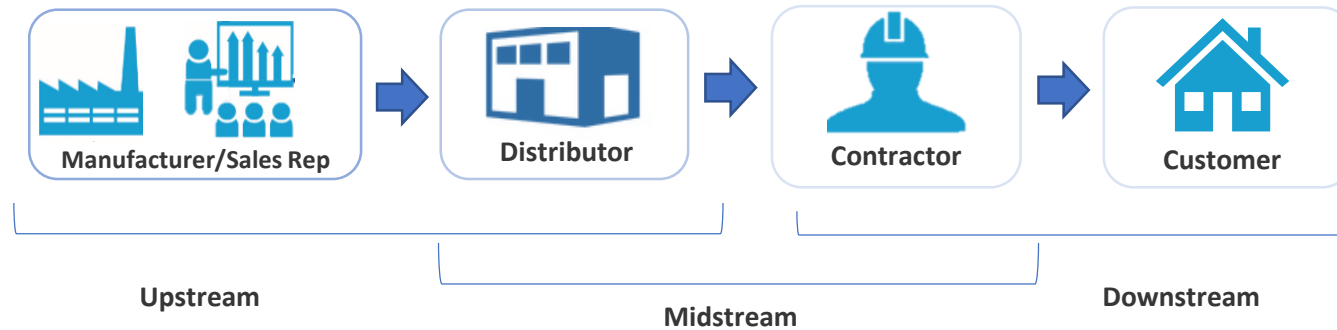 Manufacturer/Sales Rep
Distributor
Contractor
Customer
Upstream
Midstream
Downstream